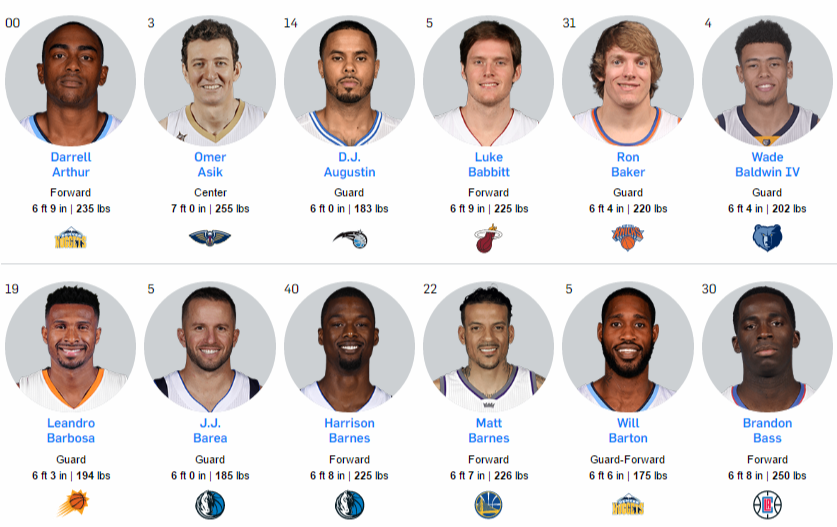 00 3 14 5 31 4
Darrell Omer D.J. Luke Ron Wade
Arthur Asik Augustin Babbitt Baker Baldwin IV
Forward Center Guard Forward Guard Guard
6 ft 9 in | 235 lbs 7 ft 0 in | 255 lbs 6 ft 0 in | 183 lbs 6 ft 9 in | 225 lbs 6 ft 4 in | 220 lbs 6 ft 4 in | 202 lbs
NUGGETS KNICKS
19 5 40 22 5 30
Leandro J.J. Harrison Matt Will Brandon
Barbosa Barea Barnes Barnes Barton Bass
Guard Guard Forward Forward Guard-Forward Forward
6 ft 3 in | 194 lbs 6 ft 0 in | 185 lbs 6 ft 8 in | 225 lbs 6 ft 7 in | 226 lbs 6 ft 6 in | 175 lbs 6 ft 8 in | 250 lbs
NUGGETS